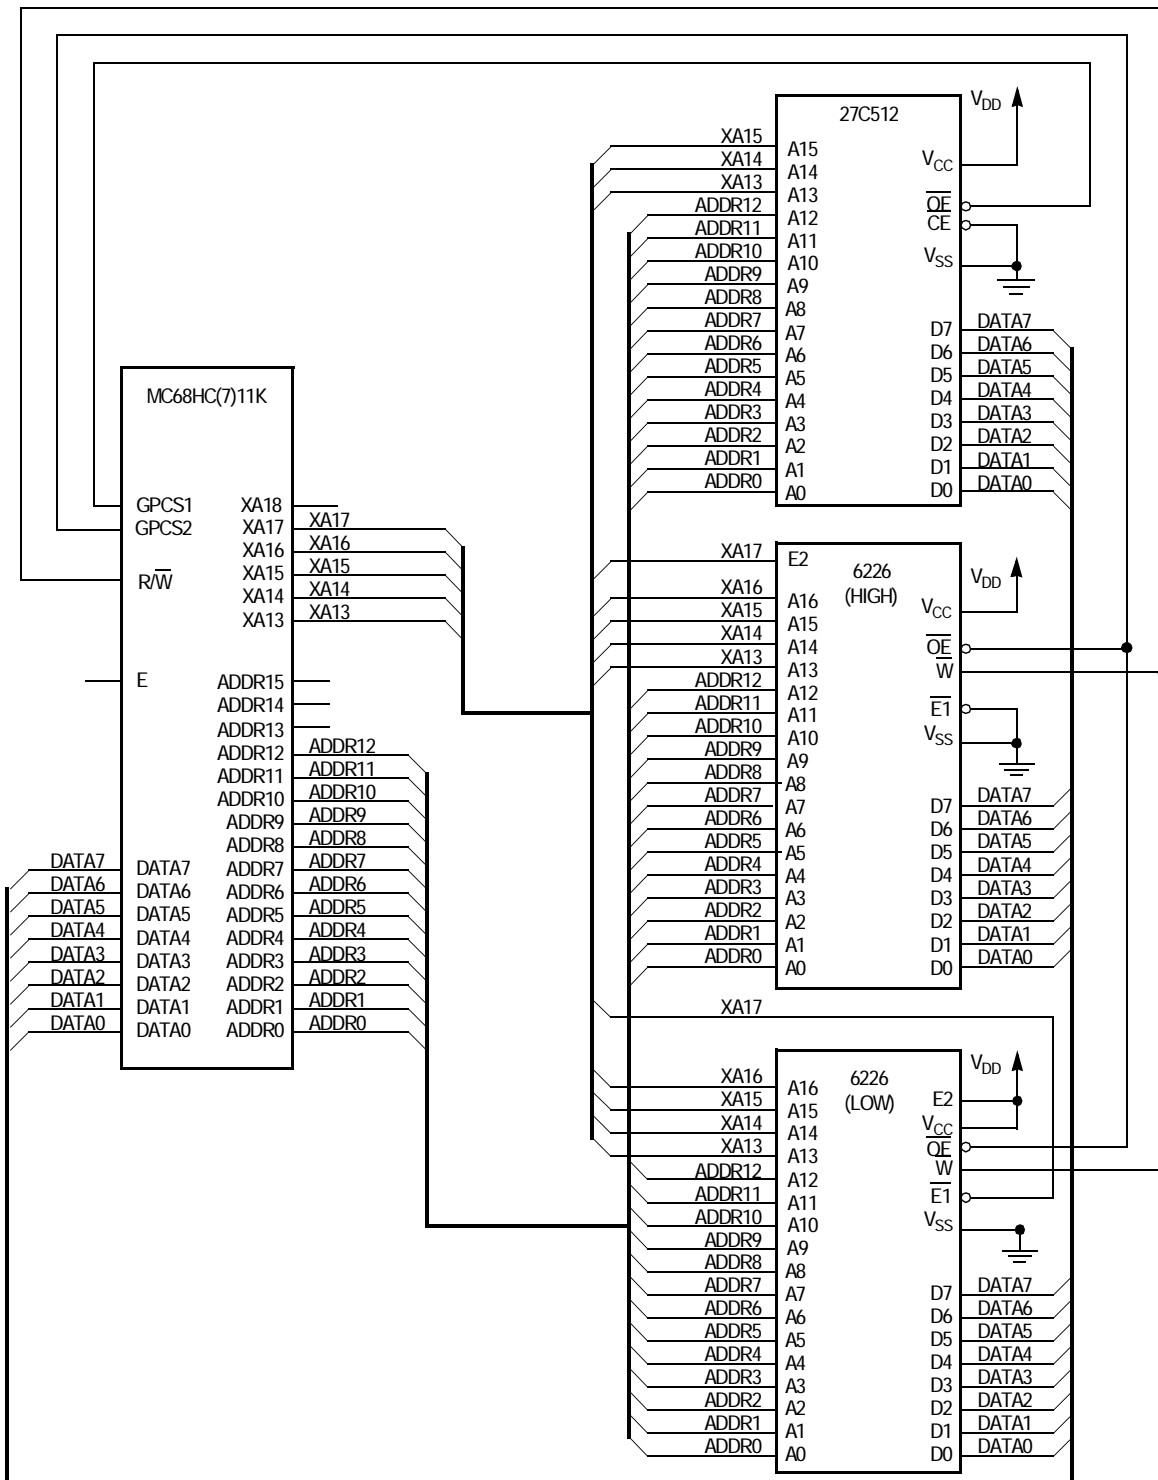 27C512
V_DD
XA15 A15
XA14 A14 V_CC
XA13 A13
ADDR12 A12 OE
ADDR11 A11 CE
ADDR10 A10 V_SS
ADDR9 A9
ADDR8 A8
ADDR7 A7 D7 DATA7
ADDR6 A6 D6 DATA6
ADDR5 A5 D5 DATA5
ADDR4 A4 D4 DATA4
ADDR3 A3 D3 DATA3
ADDR2 A2 D2 DATA2
ADDR1 A1 D1 DATA1
ADDR0 A0 D0 DATA0
MC68HC(7)11K
GPCS1 XA18
GPCS2 XA17 XA17
XA16 XA16
R/W XA15 XA15
XA14 XA14
XA13 XA13
E ADDR15
ADDR14
ADDR13
ADDR12 ADDR12
ADDR11 ADDR11
ADDR10 ADDR10
ADDR9 ADDR9
ADDR8 ADDR8
DATA7 DATA7 ADDR7 ADDR7
DATA6 DATA6 ADDR6 ADDR6
DATA5 DATA5 ADDR5 ADDR5
DATA4 DATA4 ADDR4 ADDR4
DATA3 DATA3 ADDR3 ADDR3
DATA2 DATA2 ADDR2 ADDR2
DATA1 DATA1 ADDR1 ADDR1
DATA0 DATA0 ADDR0 ADDR0
6226
(HIGH)
V_DD
XA17 E2
XA16 A16 V_CC
XA15 A15
XA14 A14 OE
XA13 A13 W
ADDR12 A12
ADDR11 A11 E1
ADDR10 A10 V_SS
ADDR9 A9
ADDR8 A8
ADDR7 A7 D7 DATA7
ADDR6 A6 D6 DATA6
ADDR5 A5 D5 DATA5
ADDR4 A4 D4 DATA4
ADDR3 A3 D3 DATA3
ADDR2 A2 D2 DATA2
ADDR1 A1 D1 DATA1
ADDR0 A0 D0 DATA0
XA17
6226
(LOW)
V_DD
XA16 A16 E2
XA15 A15 V_CC
XA14 A14 OE
XA13 A13 W
ADDR12 A12 E1
ADDR11 A11
ADDR10 A10 V_SS
ADDR9 A9
ADDR8 A8
ADDR7 A7 D7 DATA7
ADDR6 A6 D6 DATA6
ADDR5 A5 D5 DATA5
ADDR4 A4 D4 DATA4
ADDR3 A3 D3 DATA3
ADDR2 A2 D2 DATA2
ADDR1 A1 D1 DATA1
ADDR0 A0 D0 DATA0